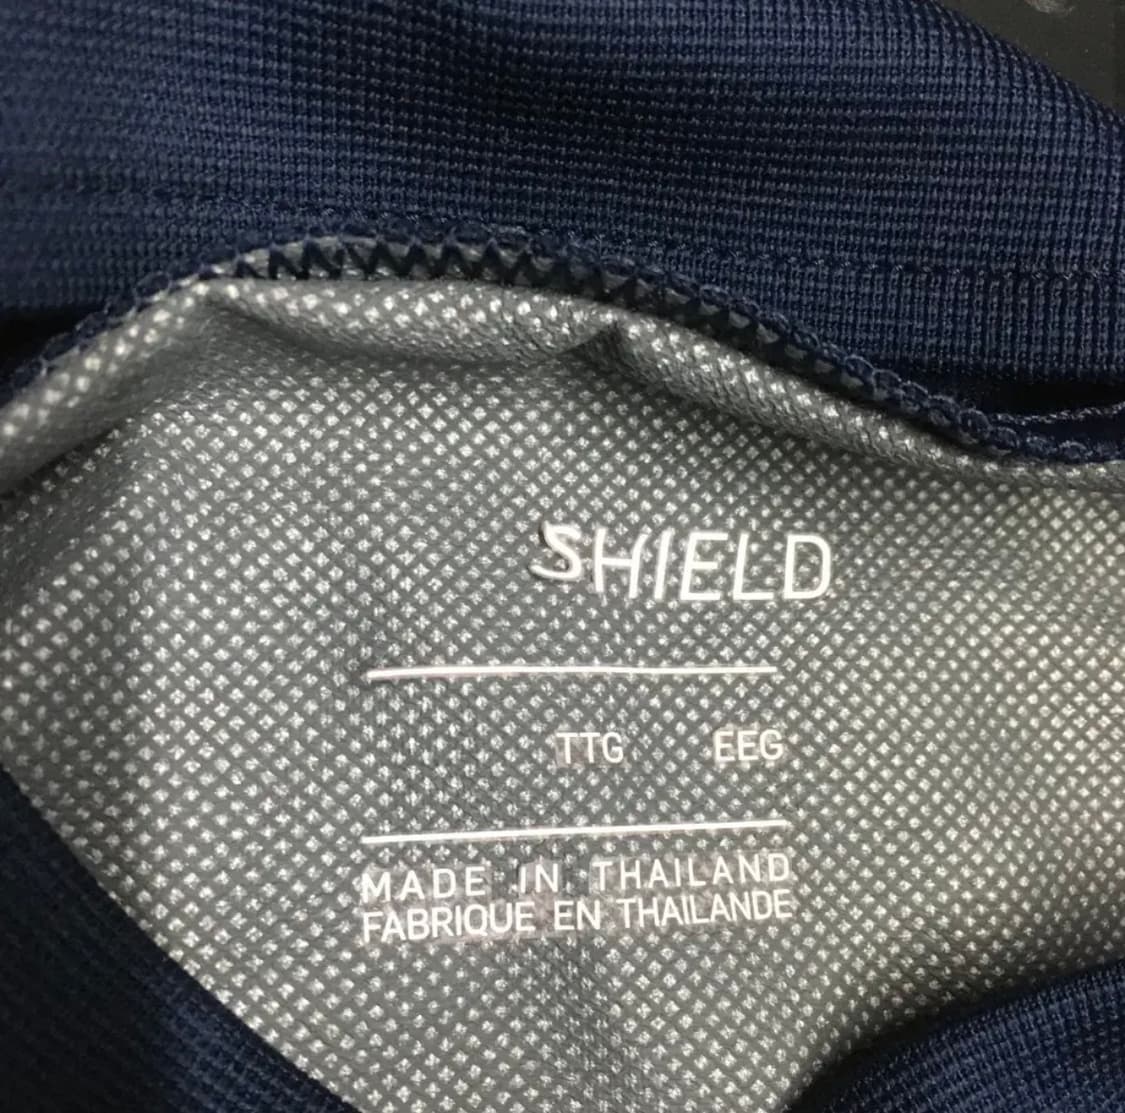 SHIELD
TTG EEG
MADE IN THAILAND
FABRIQUE EN THAILANDE